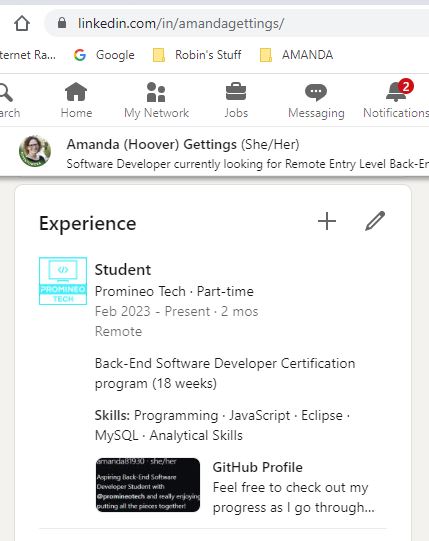 linkedin.com/in/amandagettings/
ternet Ra...
Google
Robin's Stuff
AMANDA
2
arch
Home
My Network
Jobs
Messaging
Notifications
Amanda (Hoover) Gettings (She/Her)
Software Developer currently looking for Remote Entry Level Back-En
Experience
PROMINEO
TECH
Student
Promineo Tech · Part-time
Feb 2023 - Present · 2 mos
Remote
Back-End Software Developer Certification
program (18 weeks)
Skills: Programming · JavaScript · Eclipse ·
MySQL · Analytical Skills
amanda81930 · she/her
Aspiring Back-End Software
Developer Student with
@promineotech and really enjoying
putting all the pieces together!
GitHub Profile
Feel free to check out my
progress as I go through...